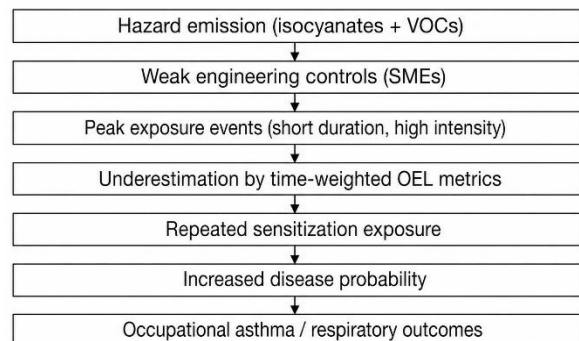 Hazard emission (isocyanates + VOCs)
Weak engineering controls (SMEs)
Peak exposure events (short duration, high intensity)
Underestimation by time-weighted OEL metrics
Repeated sensitization exposure
Increased disease probability
Occupational asthma / respiratory outcomes